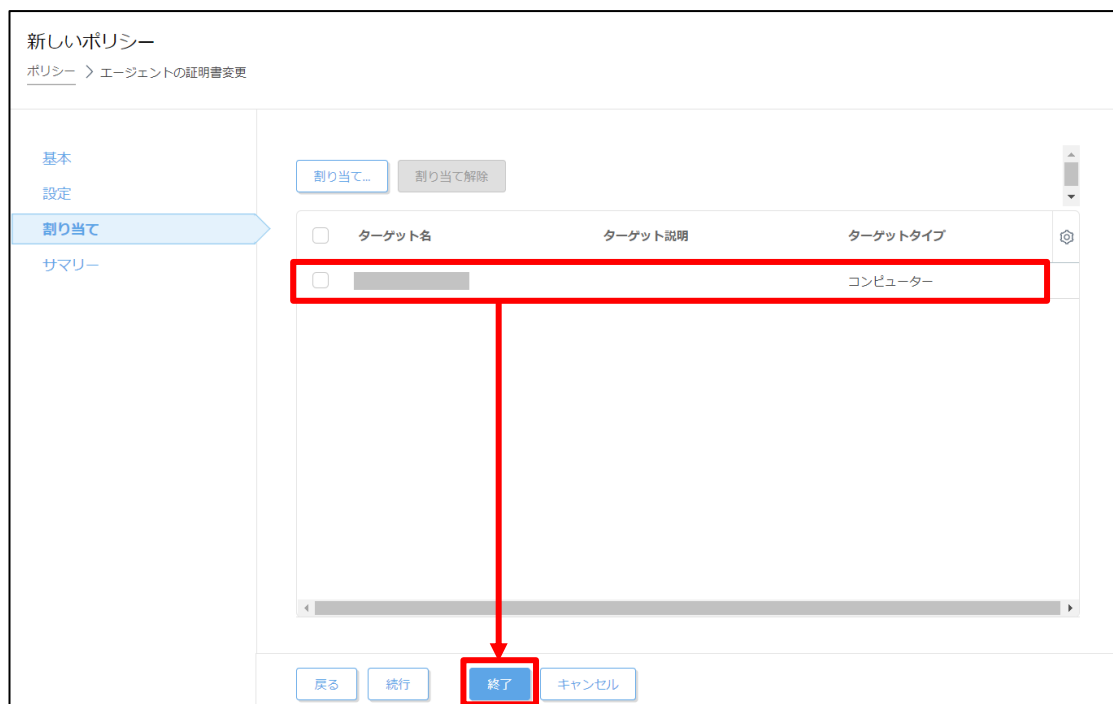 新しいポリシー
ポリシー 〉 エージェントの証明書変更
基本
設定
割り当て
サマリー
割り当て... 割り当て解除
ターゲット名 ターゲット説明 ターゲットタイプ
コンピューター
戻る 続行 終了 キャンセル